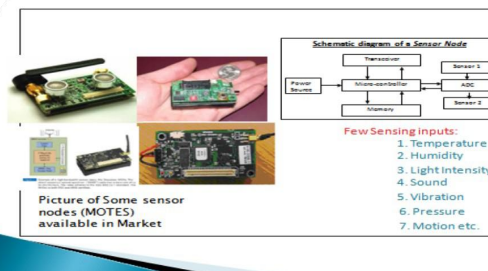 Schematic diagram of a Sensor Node
Transceiver
Sensor 1
Power
Source
Micro-controller
ADC
Memory
Sensor 2
Few Sensing inputs:
1. Temperature
2. Humidity
3. Light Intensity
4. Sound
5. Vibration
6. Pressure
7. Motion etc.
Picture of Some sensor
nodes (MOTES)
available in Market